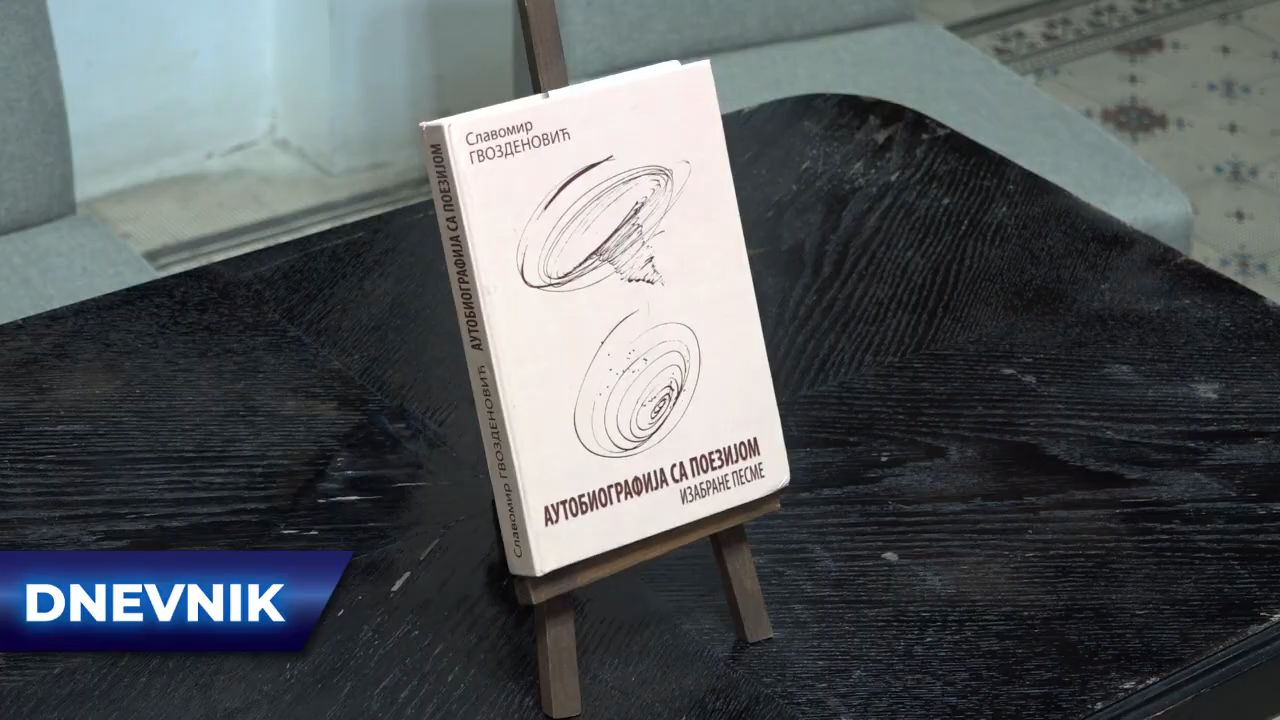 Славомир
ГВОЗДЕНОВИЋ
АУТОБИОГРАФИЈА СА ПОЕЗИЈОМ
ИЗАБРАНЕ ПЕСМЕ
Славомир ГВОЗДЕНОВИЋ АУТОБИОГРАФИЈА СА ПОЕЗИЈОМ
DNEVNIK